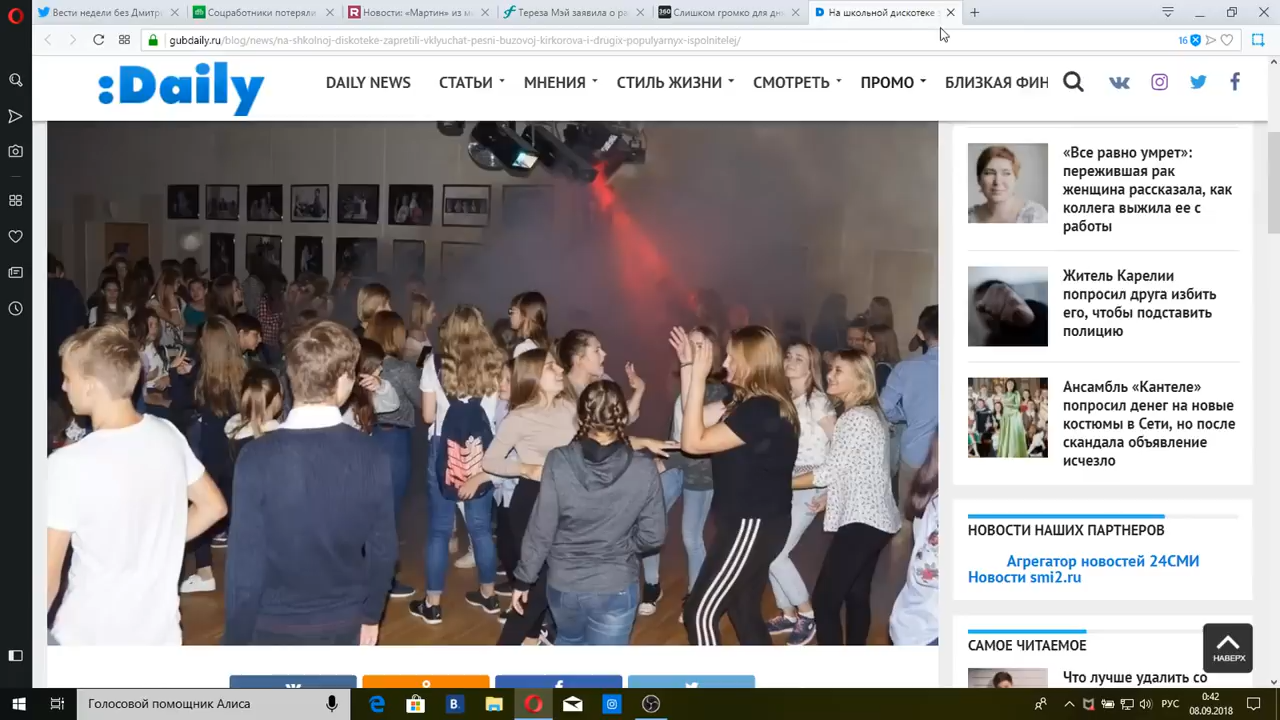 Вести недели без Дмитр
Соцработники потеряли
Новости: «Мартин» из к
Тереза Мэй заявила о ра
360 Слишком громко для дне
На школьной дискотеке з
gubdaily.ru/blog/news/na-shkolnoj-diskoteke-zapretili-vklyuchat-pesni-buzovoj-kirkorova-i-drugix-populyarnyx-ispolnitelej/
16
:Daily
DAILY NEWS СТАТЬИ МНЕНИЯ СТИЛЬ ЖИЗНИ СМОТРЕТЬ ПРОМО БЛИЗКАЯ ФИН
«Все равно умрет»:
пережившая рак
женщина рассказала, как
коллега выжила ее с
работы
Житель Карелии
попросил друга избить
его, чтобы подставить
полицию
Ансамбль «Кантеле»
попросил денег на новые
костюмы в Сети, но после
скандала объявление
исчезло
НОВОСТИ НАШИХ ПАРТНЕРОВ
Агрегатор новостей 24СМИ
Новости smi2.ru
САМОЕ ЧИТАЕМОЕ
Что лучше удалить со
НАВЕРХ
Голосовой помощник Алиса
РУС
0:42
08.09.2018